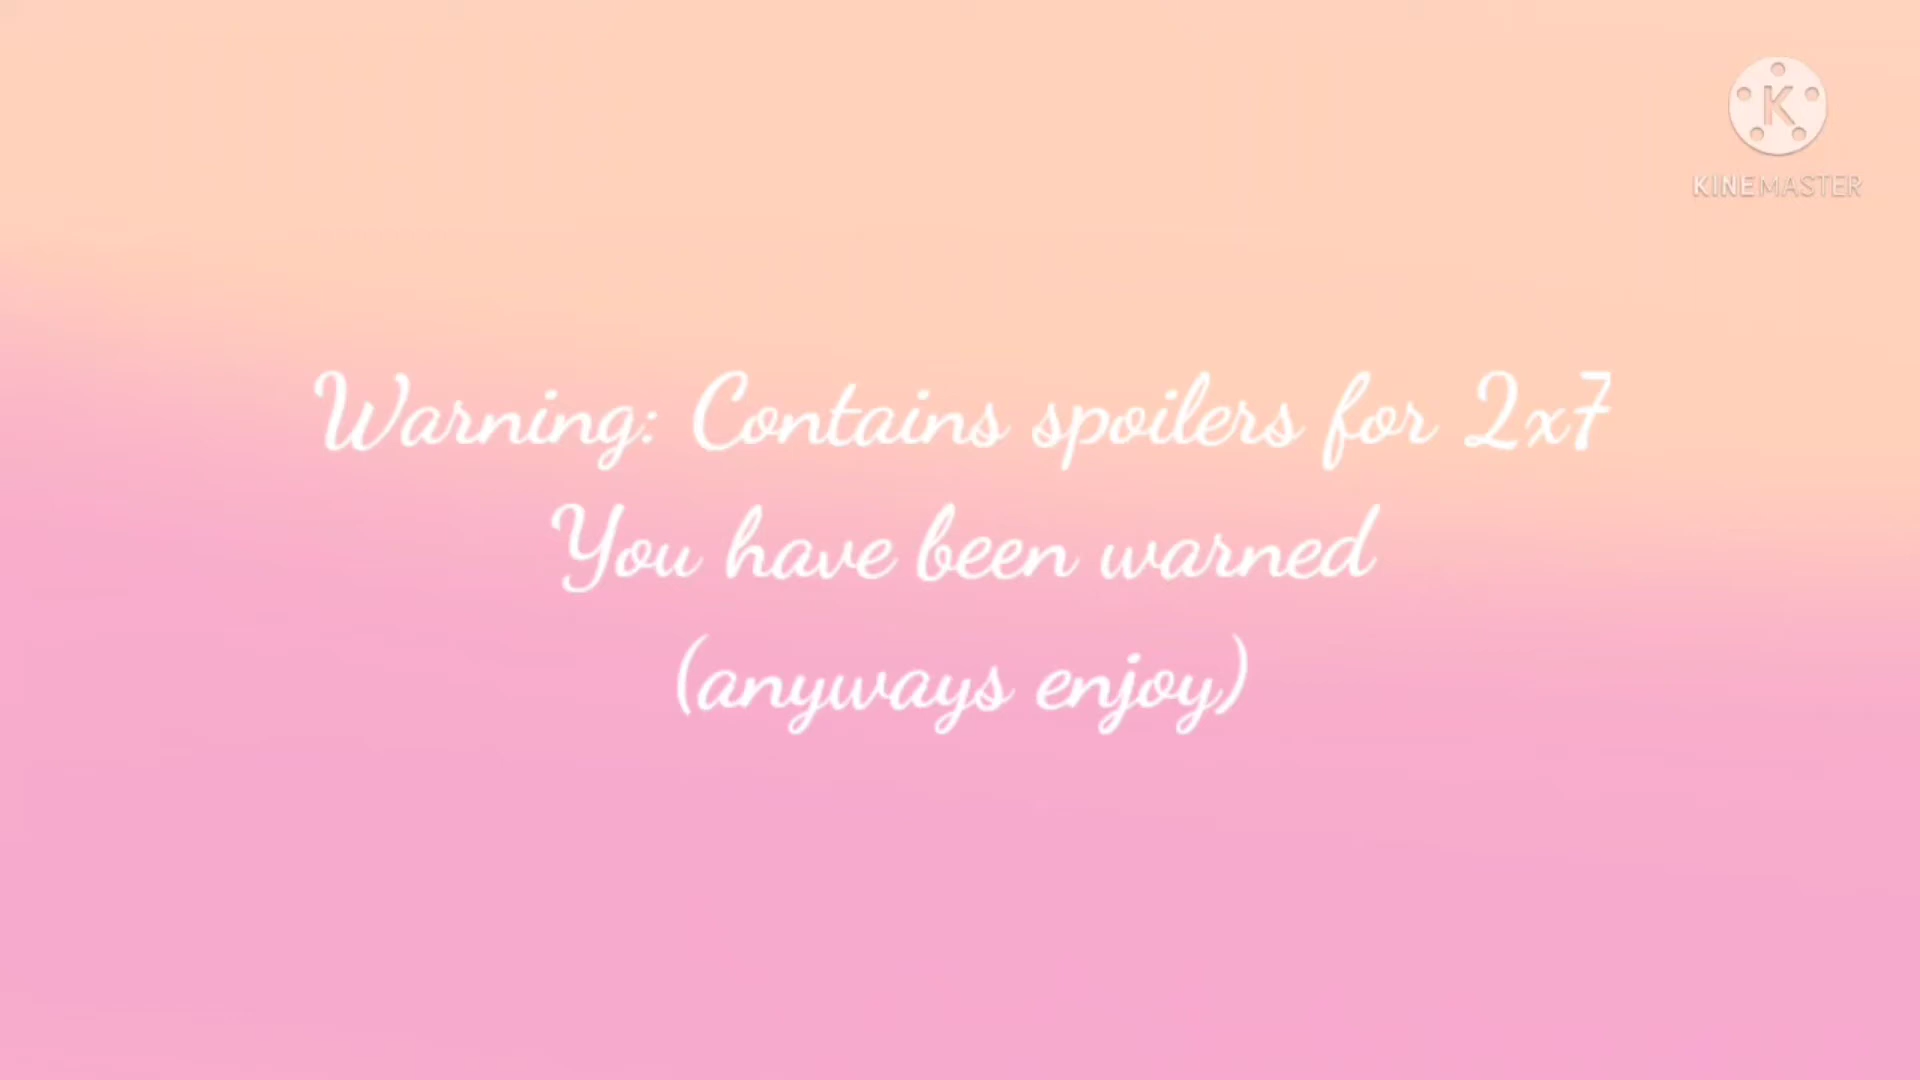 K
KINEMASTER
Warning: Contains spoilers for 2x7
You have been warned
(anyways enjoy)